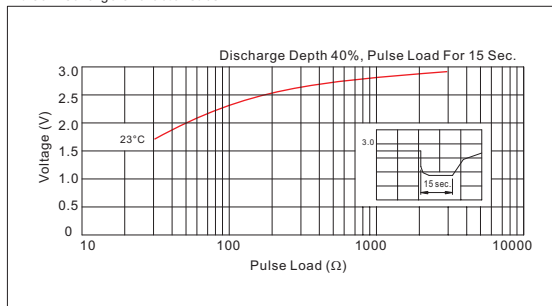 Discharge Depth 40%, Pulse Load For 15 Sec.
3.0
2.5
2.0
1.5
1.0
0.5
0
Voltage (V)
23°C
3.0
15 sec.
10
100
1000
10000
Pulse Load (Ω)